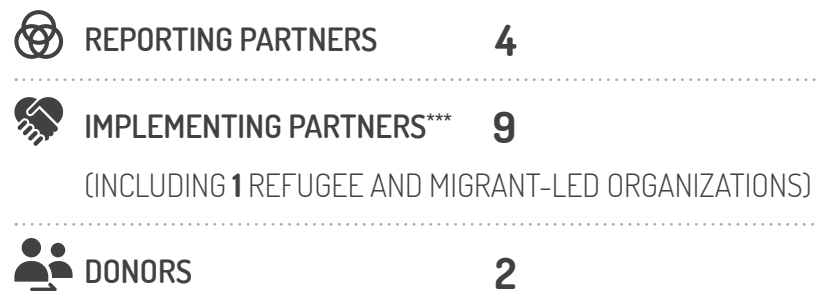 REPORTING PARTNERS 4
IMPLEMENTING PARTNERS*** 9
(INCLUDING 1 REFUGEE AND MIGRANT-LED ORGANIZATIONS)
DONORS 2